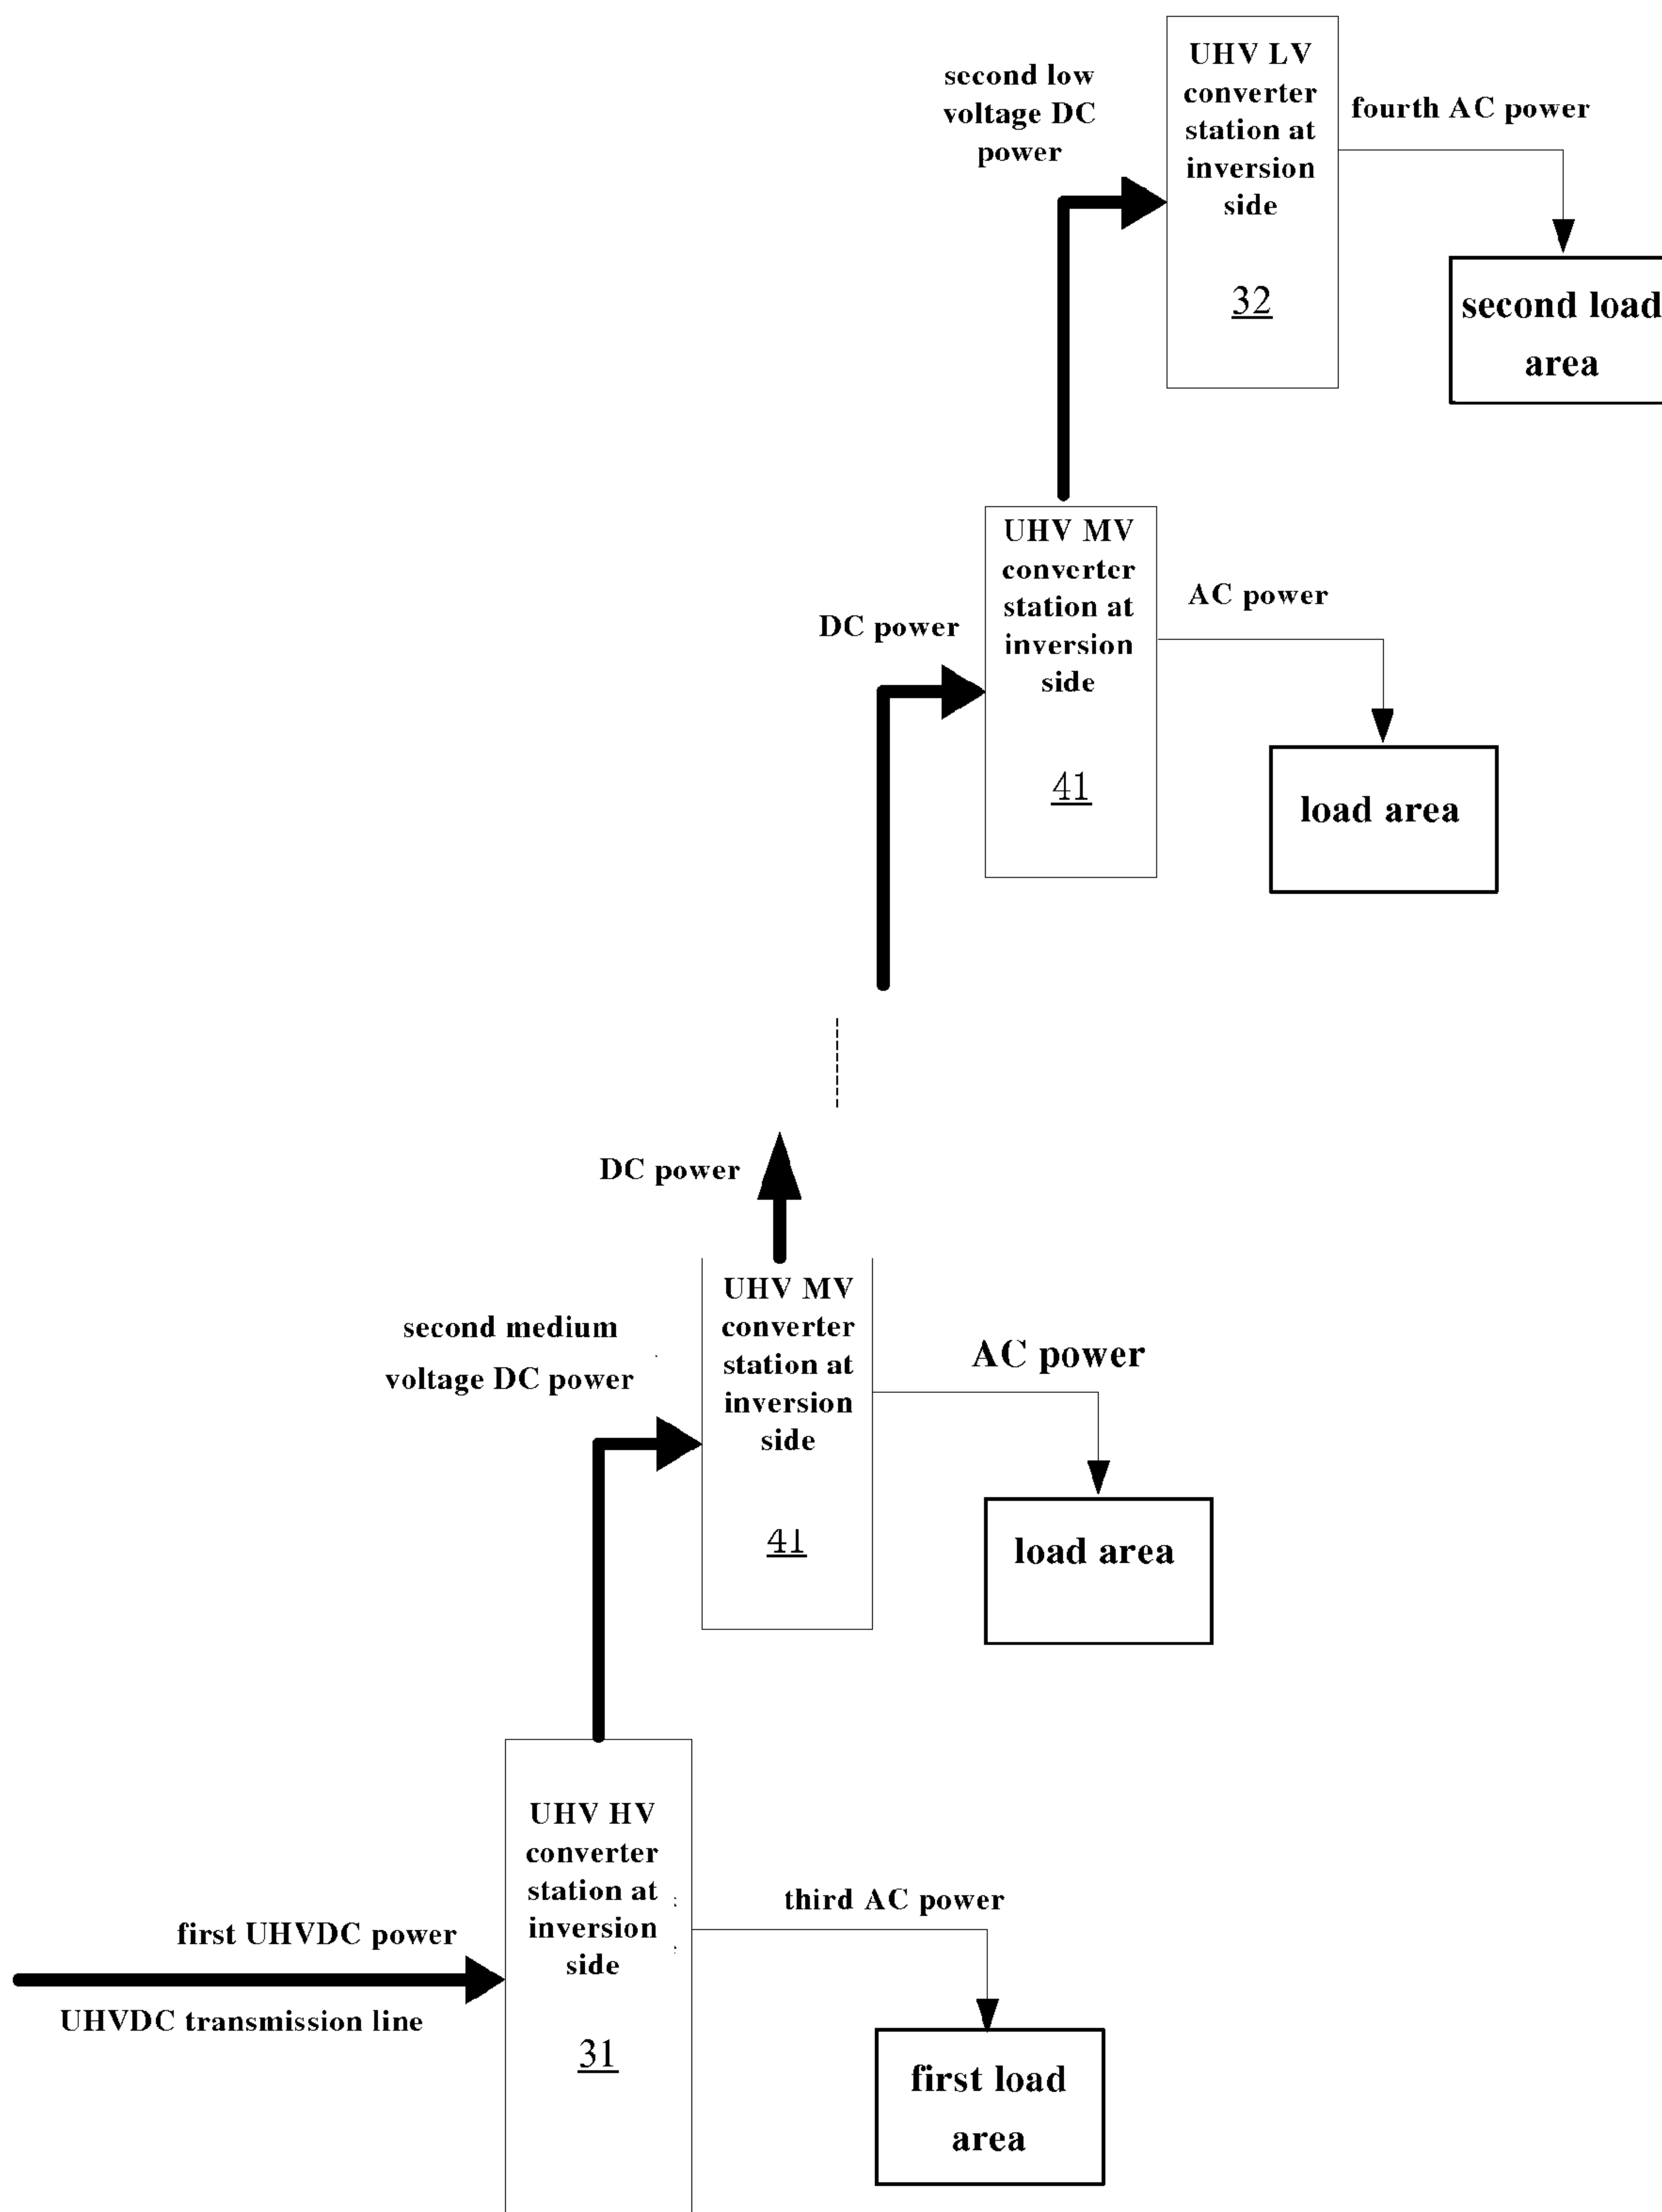 UHV LV
converter
station at
inversion
side
32
second low
voltage DC
power
fourth AC power
second load
area
UHV MV
converter
station at
inversion
side
41
DC power
AC power
load area
DC power
UHV MV
converter
station at
inversion
side
41
second medium
voltage DC power
AC power
load area
UHV HV
converter
station at
inversion
side
31
first UHVDC power
UHVDC transmission line
third AC power
first load
area